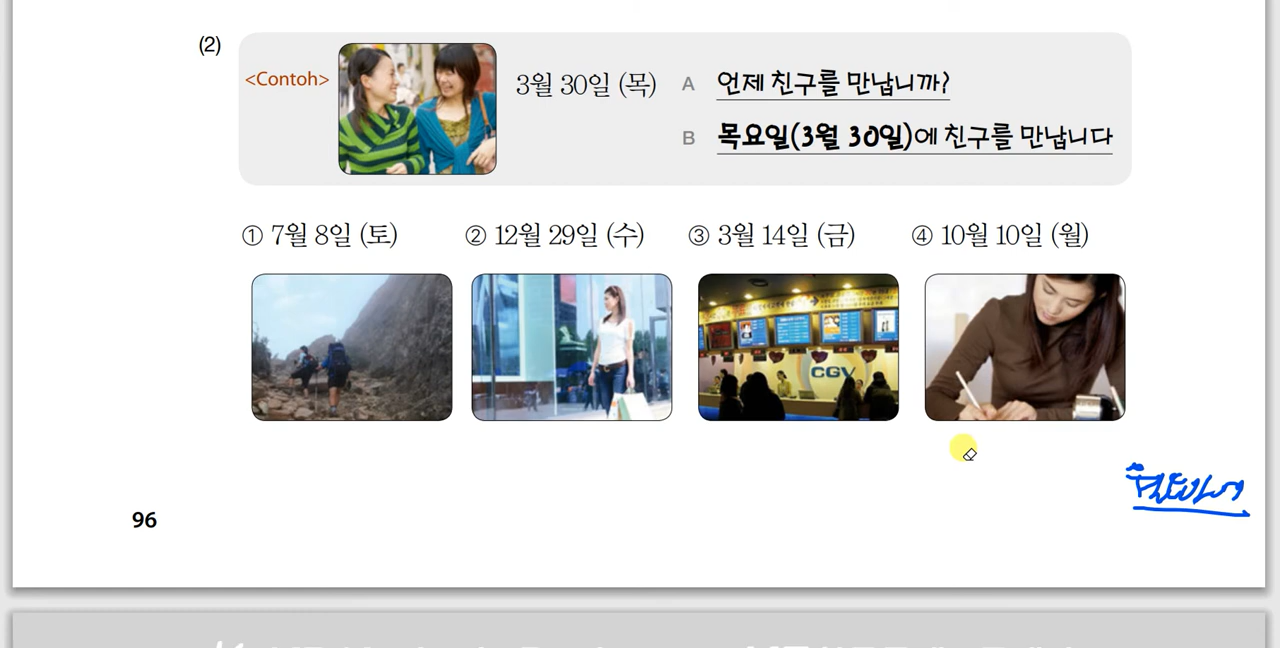 (2)
<Contoh>
3월 30일 (목)
A 언제 친구를 만납니까?
B 목요일(3월 30일)에 친구를 만납니다
① 7월 8일 (토)
② 12월 29일 (수)
③ 3월 14일 (금)
④ 10월 10일 (월)
CGV
96